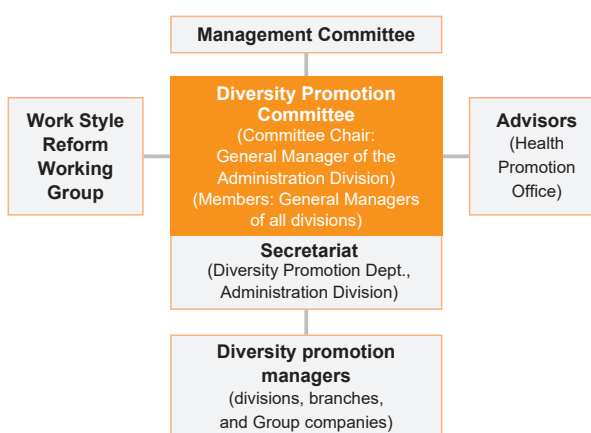 Management Committee
Work Style
Reform
Working
Group
Diversity Promotion
Committee
(Committee Chair:
General Manager of the
Administration Division)
(Members: General Managers
of all divisions)
Advisors
(Health
Promotion
Office)
Secretariat
(Diversity Promotion Dept.,
Administration Division)
Diversity promotion
managers
(divisions, branches,
and Group companies)